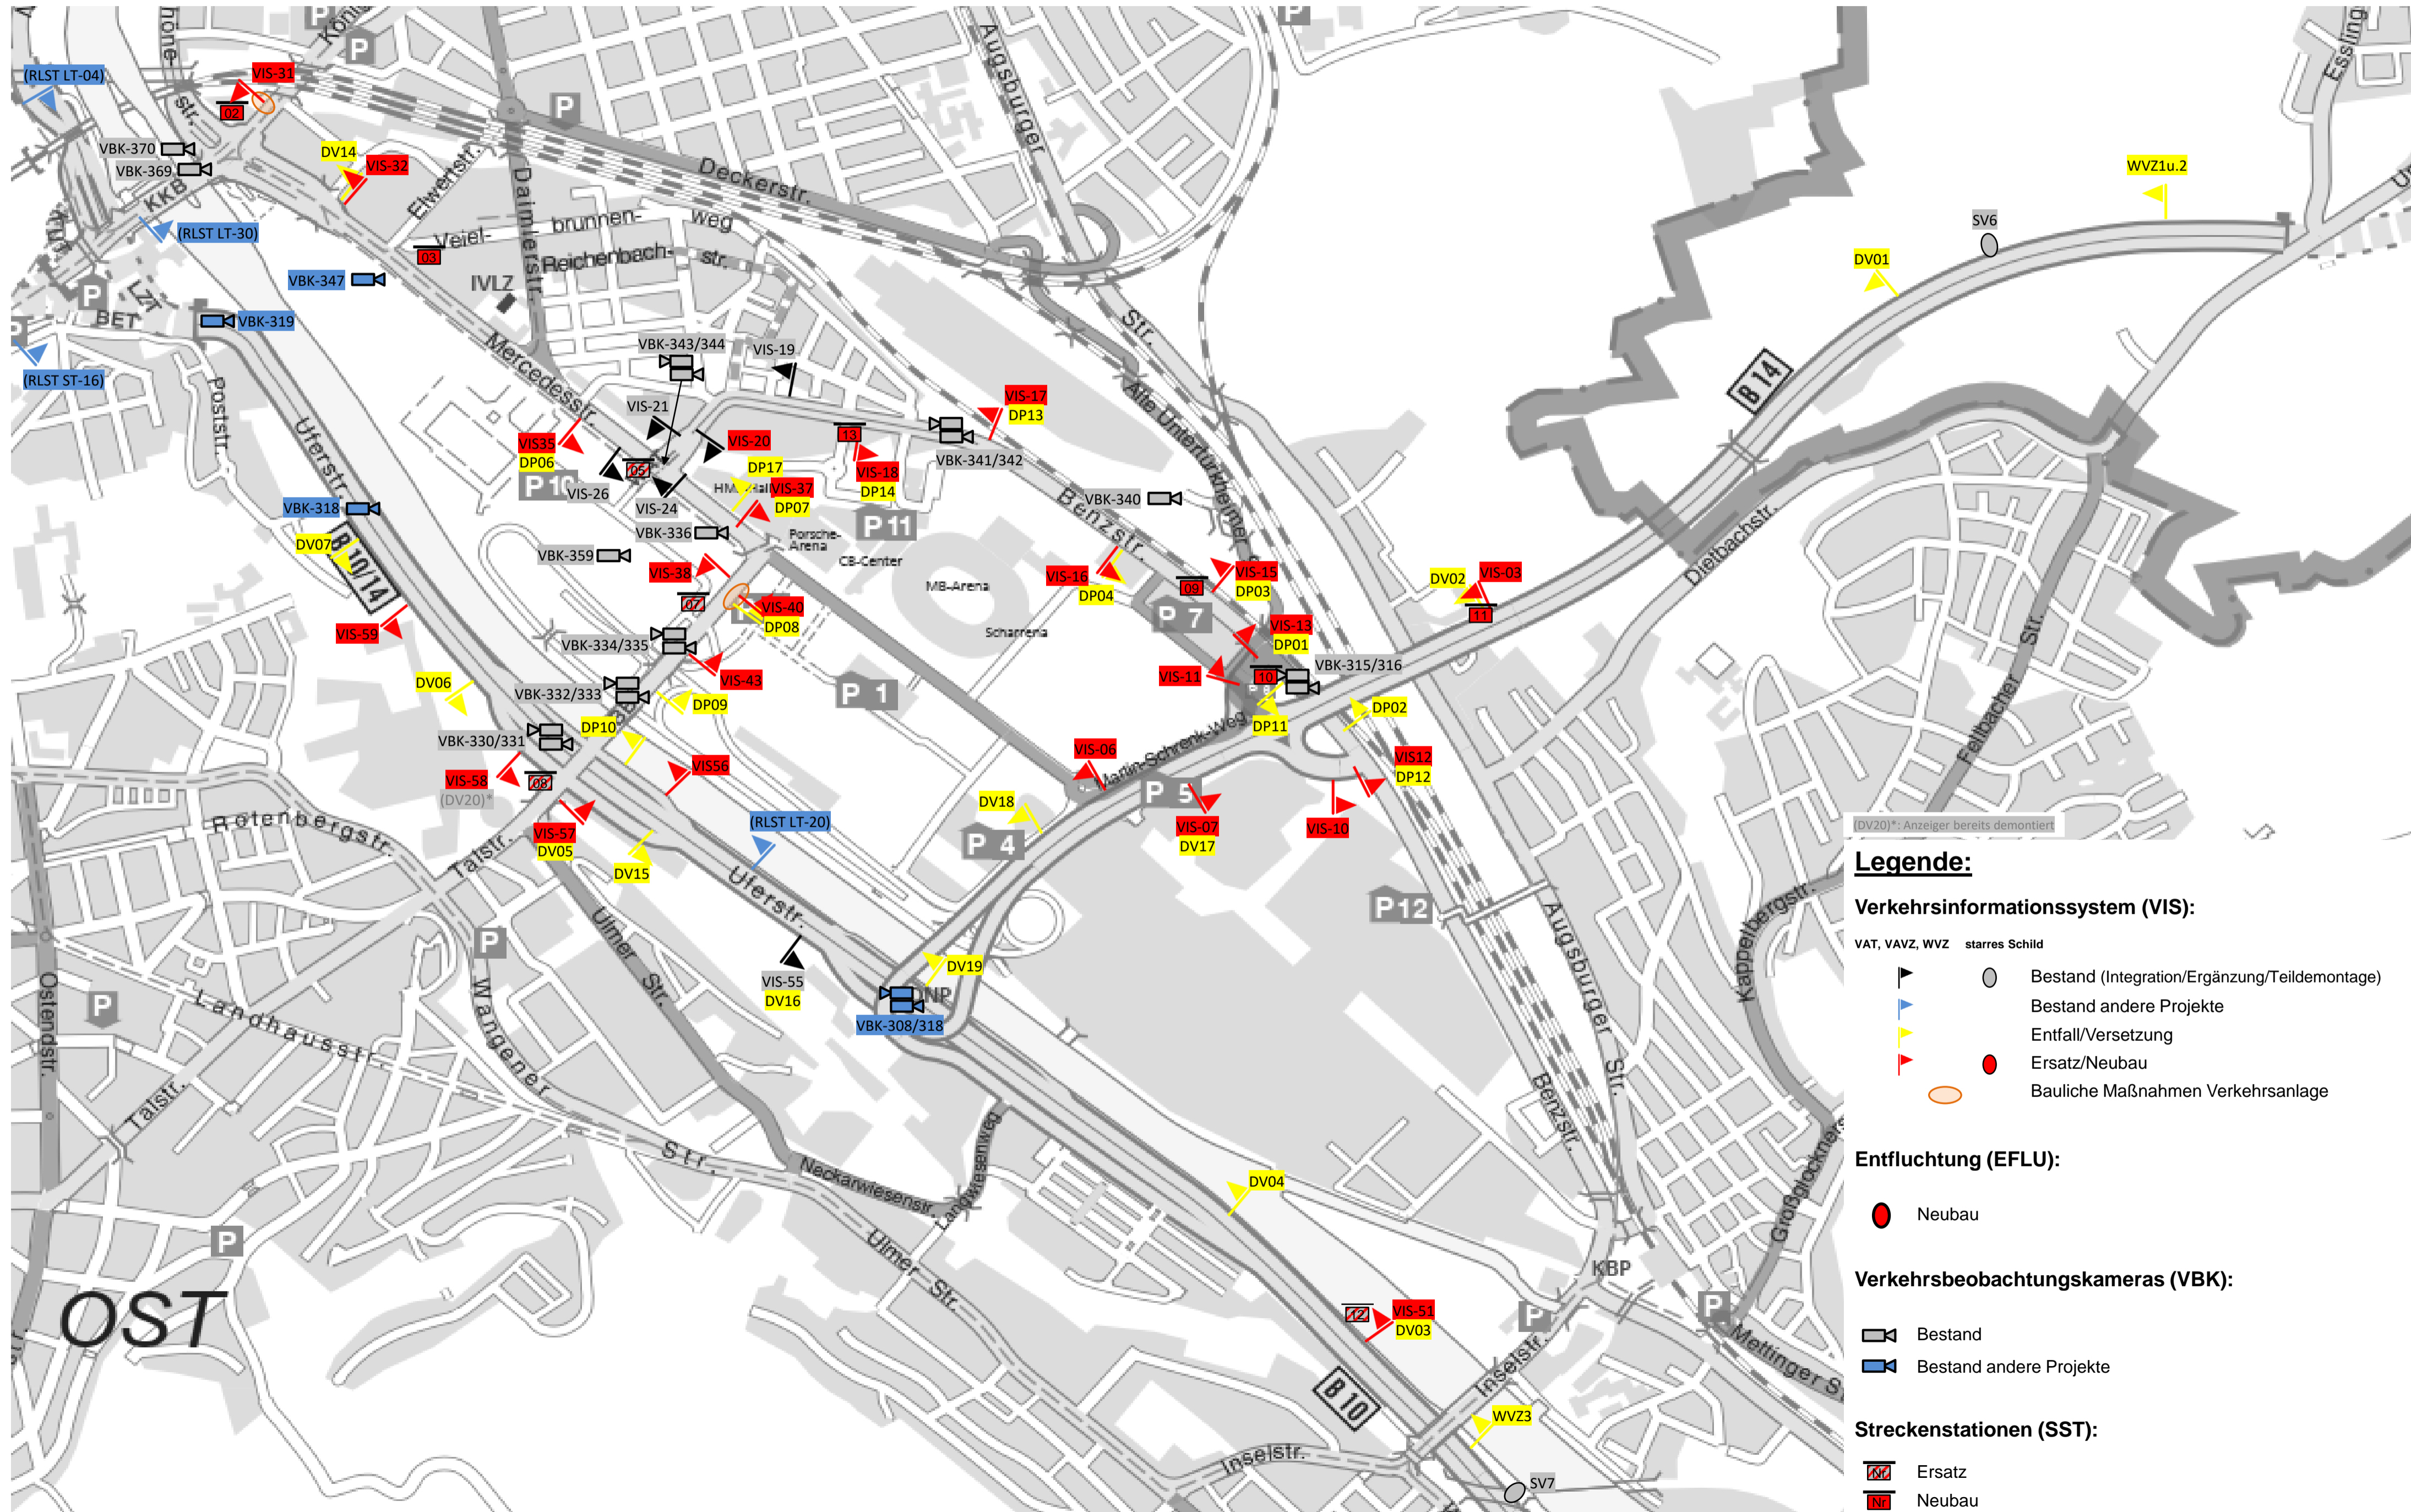 P
P
(RLST LT-04)
VIS-31
02
P
P
Augsburger
VBK-370
VBK-369
KKB
str.
DV14
VIS-32
Elwertstr.
Daimlerstr.
Deckerstr.
WVZ1u.2
(RLST LT-30)
brunnen-
weg
Veiel-
03
Reichenbach-
str.
SV6
DV01
VBK-347
IVLZ
P
LZT
BET
VBK-319
Mercedesstr.
Str.
(RLST ST-16)
Poststr.
Uferstr.
VBK-343/344
VIS-19
B 14
Alte Untertürkheimer
VIS-21
VIS-17
DP13
VIS35
DP06
05
VIS-20
13
VIS-18
DP14
VBK-341/342
P 10
VIS-26
DP17
VIS-37
DP07
VIS-24
P 11
VBK-340
Benzstr.
VBK-318
DV07
B 10/14
VBK-336
Porsche-
Arena
VBK-359
CB-Center
MB-Arena
Scharrena
VIS-38
07
VIS-40
DP08
VIS-16
DP04
09
VIS-15
DP03
P 7
DV02
VIS-03
11
Dietbachstr.
VIS-59
VBK-334/335
VIS-43
VIS-13
DP01
VBK-315/316
VIS-11
10
DP11
DP02
DV06
VBK-332/333
DP09
P 1
Fellbacher Str.
VBK-330/331
DP10
VIS-58
(DV20)*
08
VIS56
VIS-06
Martin-Schrenk-Weg
VIS12
DP12
P 5
VIS-07
DV17
VIS-10
DV18
P 4
VIS-57
DV05
DV15
(RLST LT-20)
Rotenbergstr.
Talstr.
Uferstr.
P 12
Augsburger
Str.
Kappelbergstr.
P
Ulmer
Str.
VIS-55
DV16
DV19
VBK-308/318
Ostendstr.
P
Landhausstr.
Wangener
Str.
Talstr.
Neckarwiesenstr.
Langwiesenweg
Benzstr.
Großglockners
DV04
Ulmer Str.
P
OST
KBP
P
P
Mettinger S
12
VIS-51
DV03
B 10
Inselstr.
WVZ3
Inselstr.
SV7
(DV20)*: Anzeiger bereits demontiert
Legende:
Verkehrsinformationssystem (VIS):
VAT, VAVZ, WVZ starres Schild
Bestand (Integration/Ergänzung/Teildemontage)
Bestand andere Projekte
Entfall/Versetzung
Ersatz/Neubau
Bauliche Maßnahmen Verkehrsanlage
Entfluchtung (EFLU):
Neubau
Verkehrsbeobachtungskameras (VBK):
Bestand
Bestand andere Projekte
Streckenstationen (SST):
Nr Ersatz
Nr Neubau